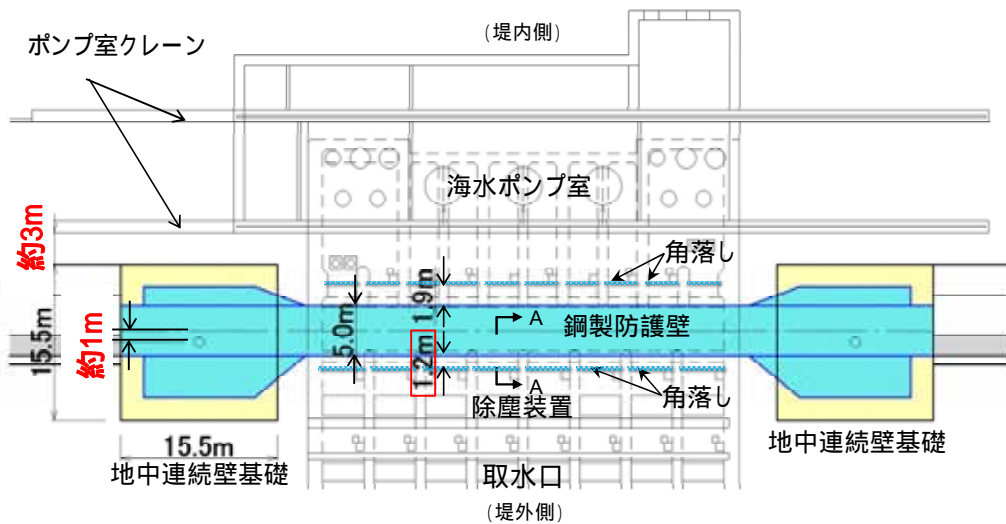 (堤内側)
ポンプ室クレーン
海水ポンプ室
約3m
角落し
1.9m
5.0m
A
鋼製防護壁
約1m
15.5m
1.2m
A
角落し
除塵装置
15.5m
地中連続壁基礎
地中連続壁基礎
取水口
(堤外側)